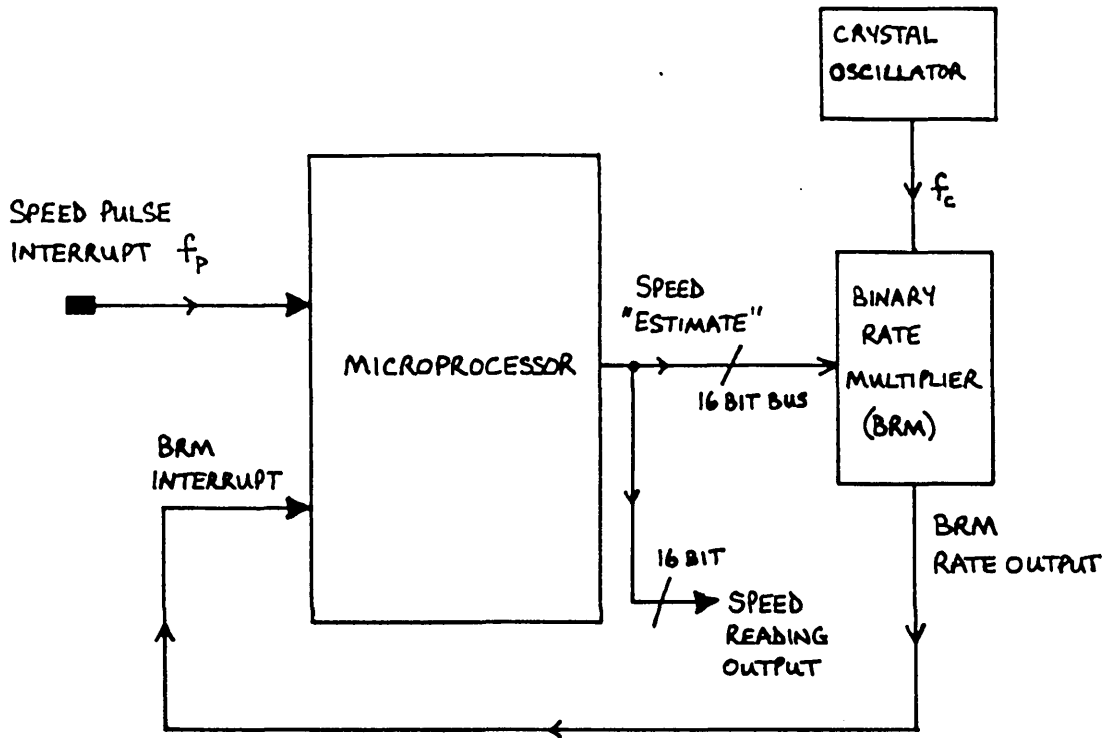 CRYSTAL
OSCILLATOR
f_c
SPEED PULSE
INTERRUPT f_p
MICROPROCESSOR
SPEED
"ESTIMATE"
16 BIT BUS
BINARY
RATE
MULTIPLIER
(BRM)
BRM
INTERRUPT
16 BIT
SPEED
READING
OUTPUT
BRM
RATE OUTPUT